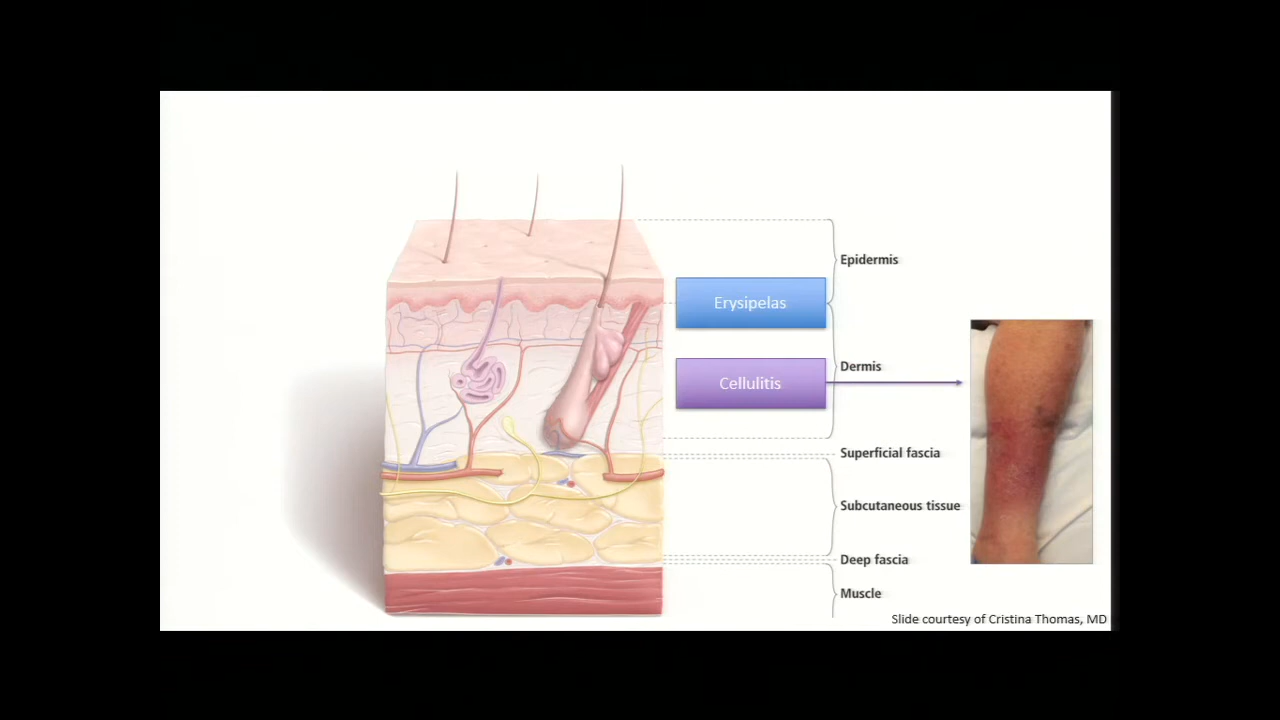 Epidermis
Erysipelas
Dermis
Cellulitis
Superficial fascia
Subcutaneous tissue
Deep fascia
Muscle
Slide courtesy of Cristina Thomas, MD